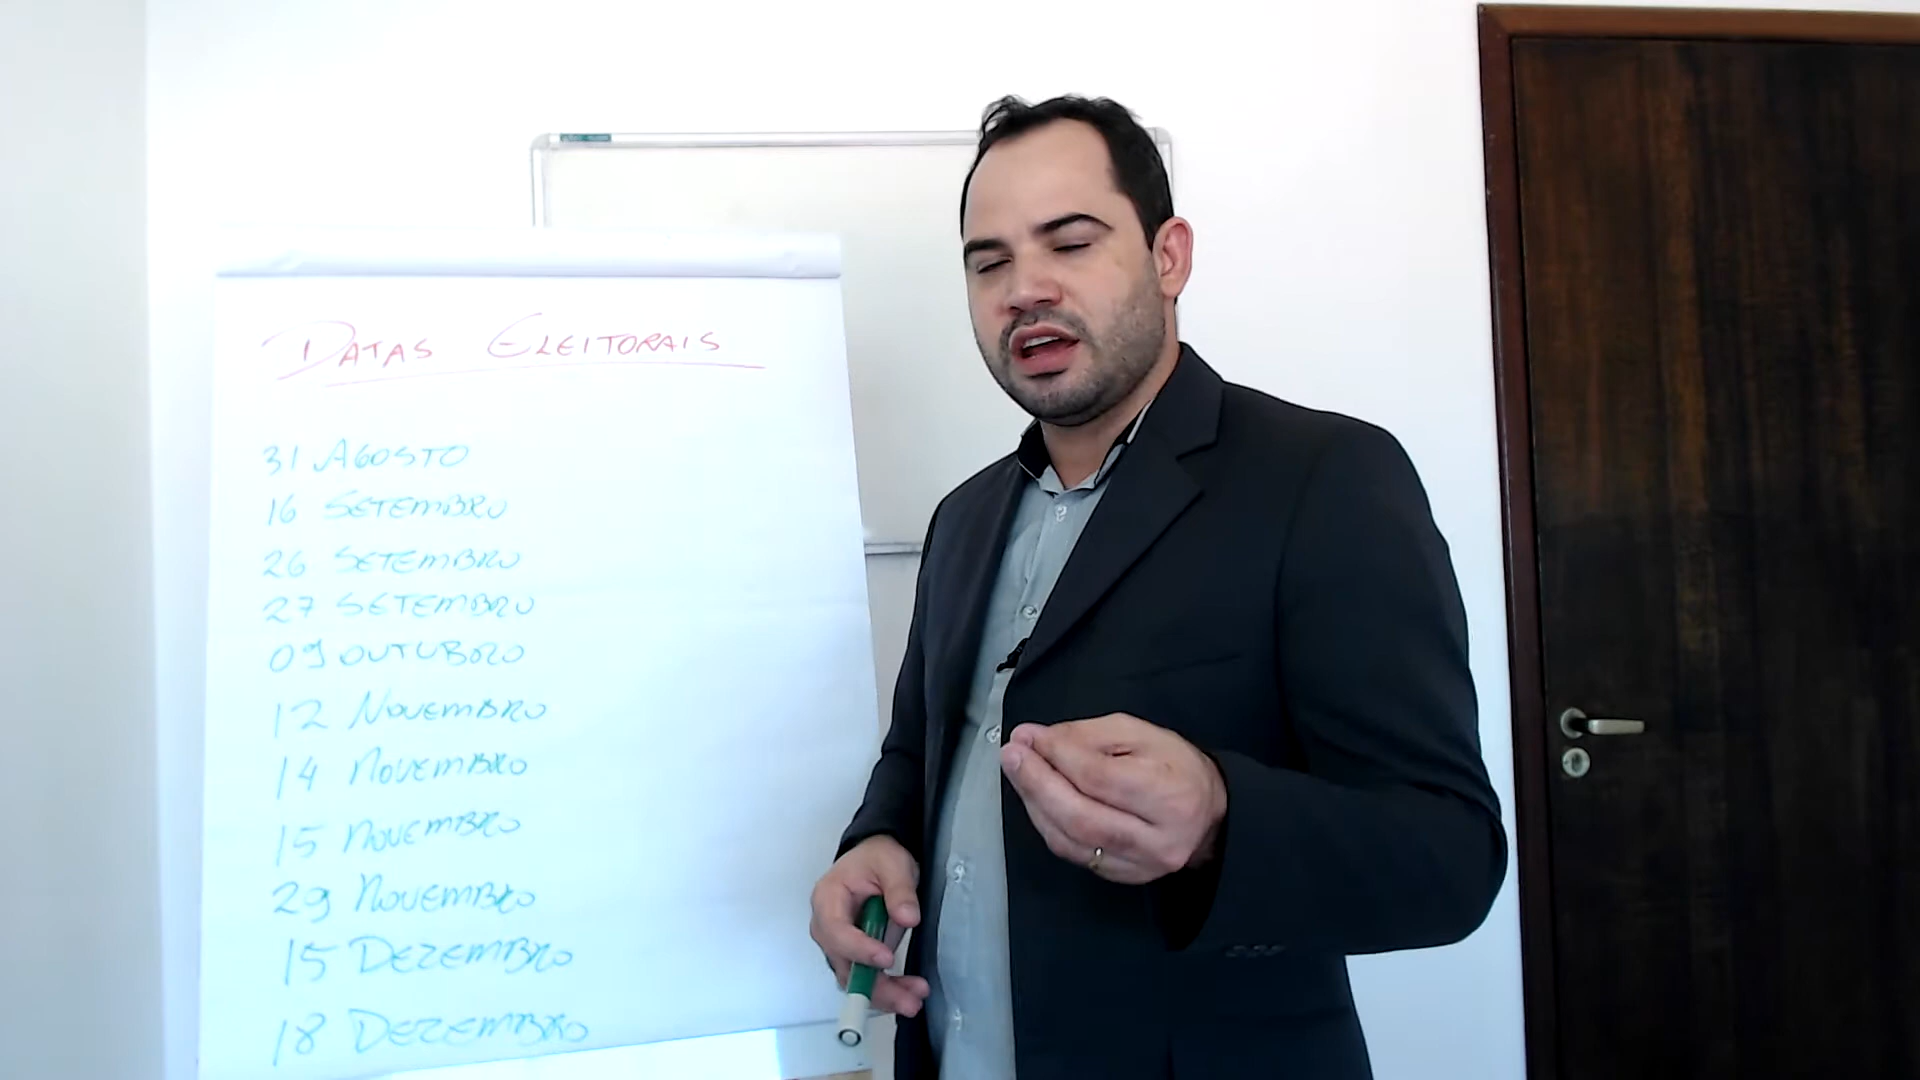 DATAS ELEITORAIS
31 AGOSTO
16 SETEMBRO
26 SETEMBRO
27 SETEMBRO
09 OUTUBRO
12 NOVEMBRO
14 NOVEMBRO
15 NOVEMBRO
29 NOVEMBRO
15 DEZEMBRO
18 DEZEMBRO